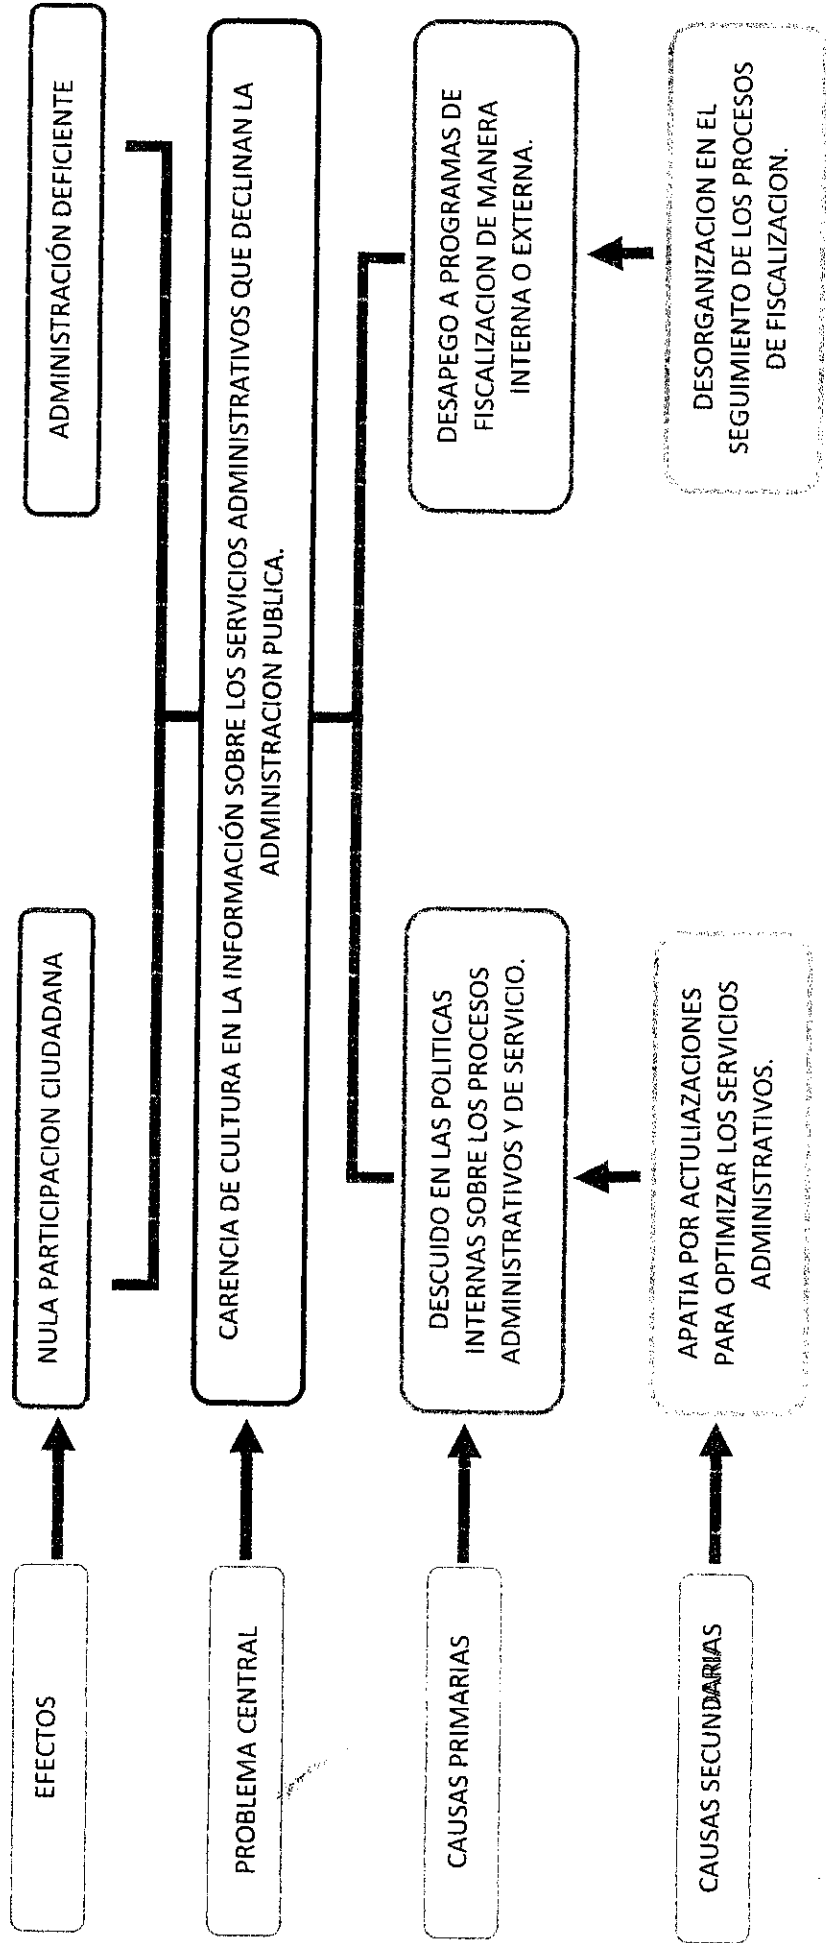 EFECTOS
NULA PARTICIPACION CIUDADANA
ADMINISTRACIÓN DEFICIENTE
PROBLEMA CENTRAL
CARENCIA DE CULTURA EN LA INFORMACIÓN SOBRE LOS SERVICIOS ADMINISTRATIVOS QUE DECLINAN LA
ADMINISTRACION PUBLICA.
CAUSAS PRIMARIAS
DESCUIDO EN LAS POLITICAS
INTERNAS SOBRE LOS PROCESOS
ADMINISTRATIVOS Y DE SERVICIO.
DESAPEGO A PROGRAMAS DE
FISCALIZACION DE MANERA
INTERNA O EXTERNA.
CAUSAS SECUNDARIAS
APATIA POR ACTULIAZACIONES
PARA OPTIMIZAR LOS SERVICIOS
ADMINISTRATIVOS.
DESORGANIZACION EN EL
SEGUIMIENTO DE LOS PROCESOS
DE FISCALIZACION.